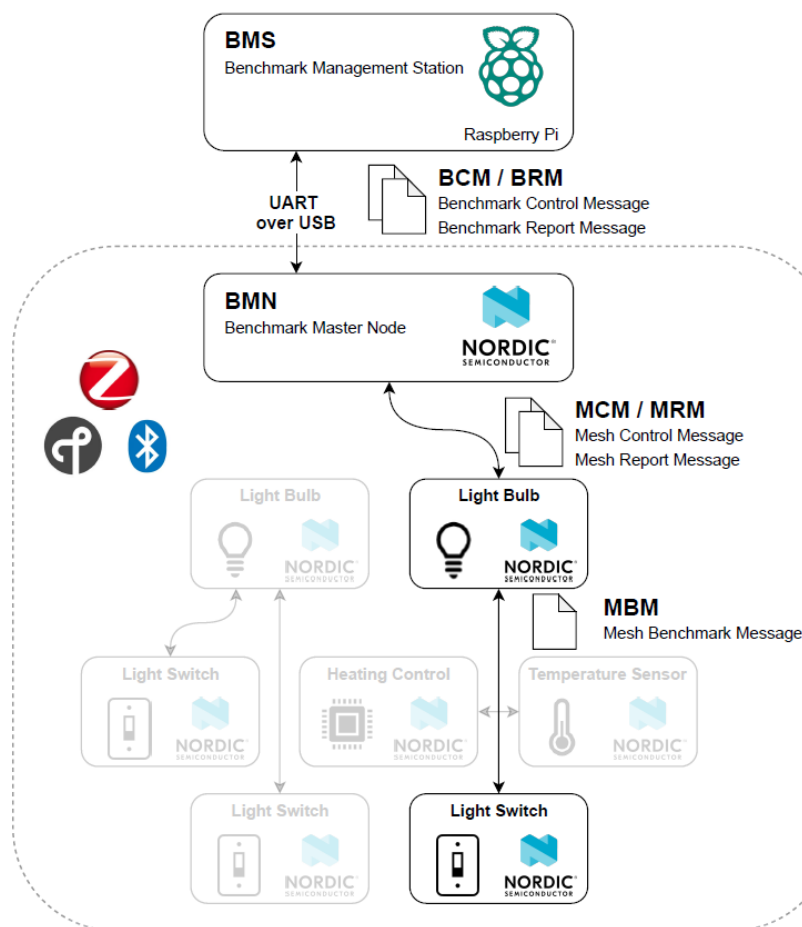 BMS
Benchmark Management Station
Raspberry Pi
BCM / BRM
Benchmark Control Message
Benchmark Report Message
UART
over USB
BMN
Benchmark Master Node
NORDIC®
SEMICONDUCTOR
MCM / MRM
Mesh Control Message
Mesh Report Message
Light Bulb
NORDIC®
SEMICONDUCTOR
Light Bulb
NORDIC®
SEMICONDUCTOR
MBM
Mesh Benchmark Message
Light Switch
NORDIC®
SEMICONDUCTOR
Heating Control
NORDIC®
SEMICONDUCTOR
Temperature Sensor
NORDIC®
SEMICONDUCTOR
Light Switch
NORDIC®
SEMICONDUCTOR
Light Switch
NORDIC®
SEMICONDUCTOR